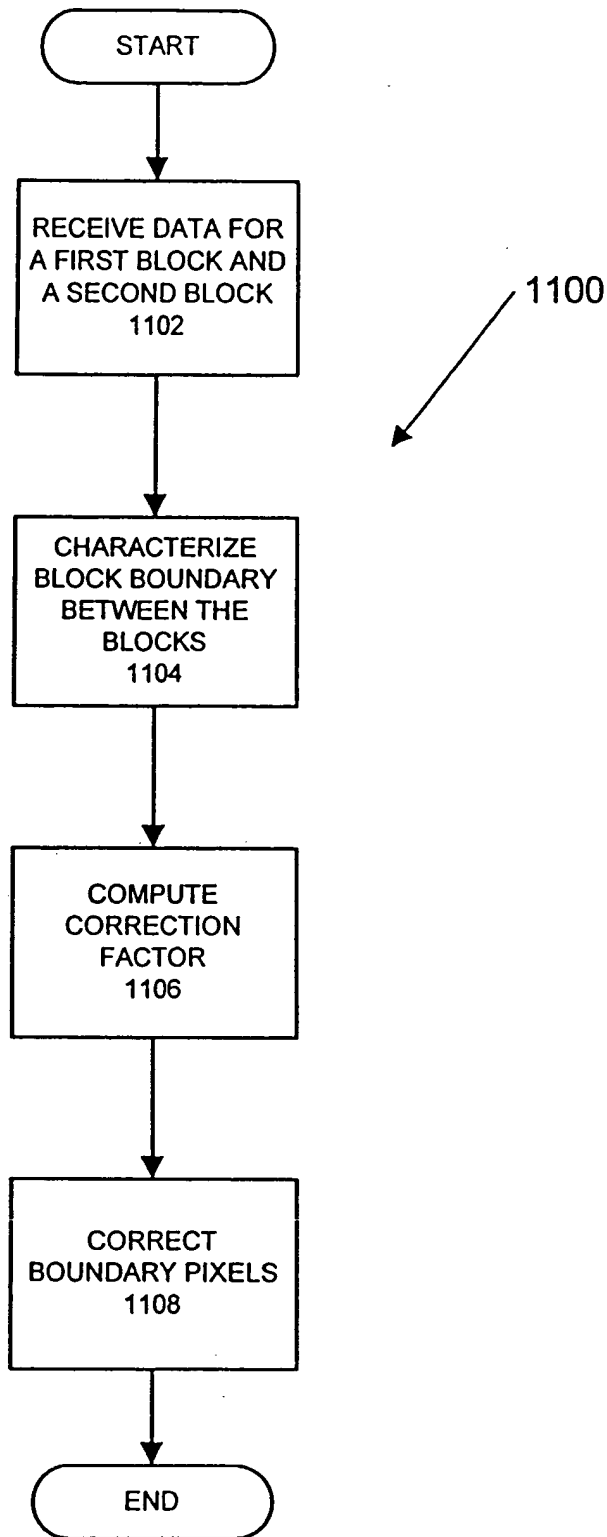 START
RECEIVE DATA FOR
A FIRST BLOCK AND
A SECOND BLOCK
1102
1100
CHARACTERIZE
BLOCK BOUNDARY
BETWEEN THE
BLOCKS
1104
COMPUTE
CORRECTION
FACTOR
1106
CORRECT
BOUNDARY PIXELS
1108
END